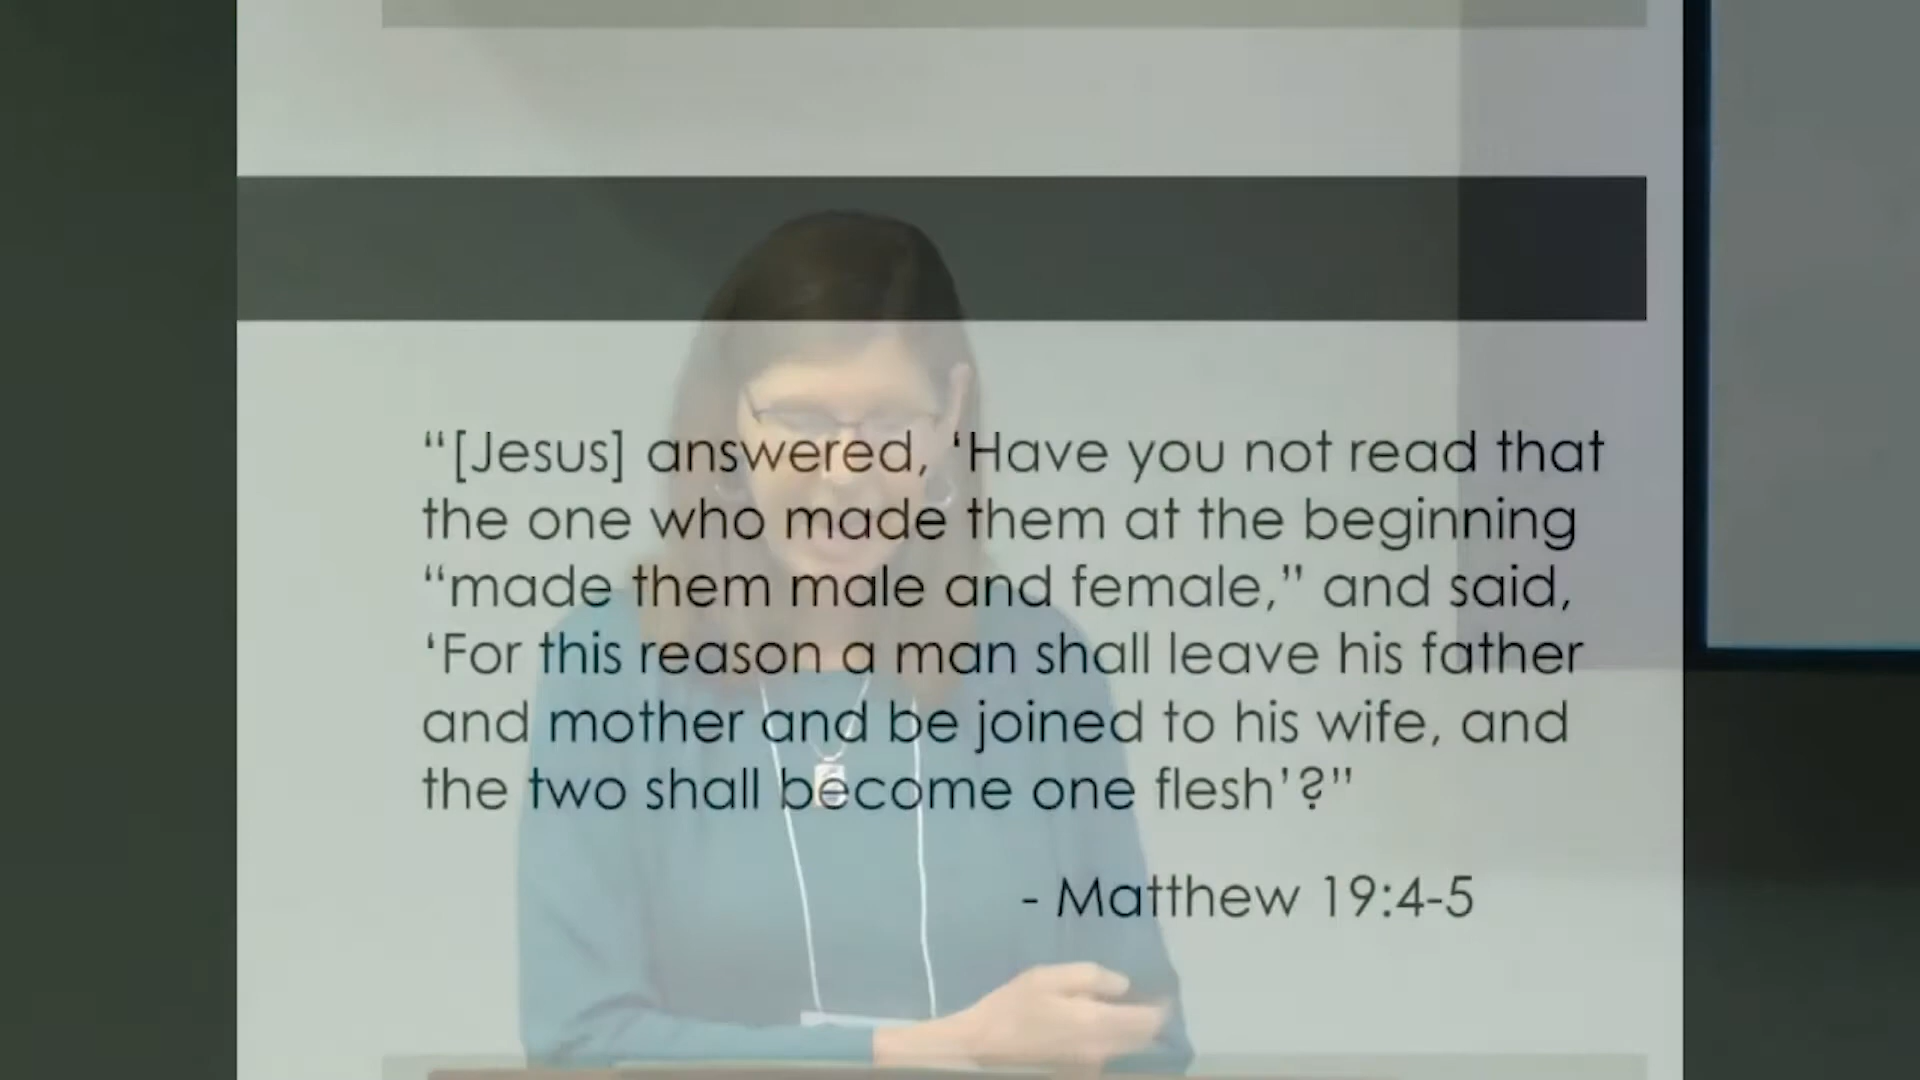 “[Jesus] answered, ‘Have you not read that
the one who made them at the beginning
“made them male and female,” and said,
‘For this reason a man shall leave his father
and mother and be joined to his wife, and
the two shall become one flesh’?”
- Matthew 19:4-5